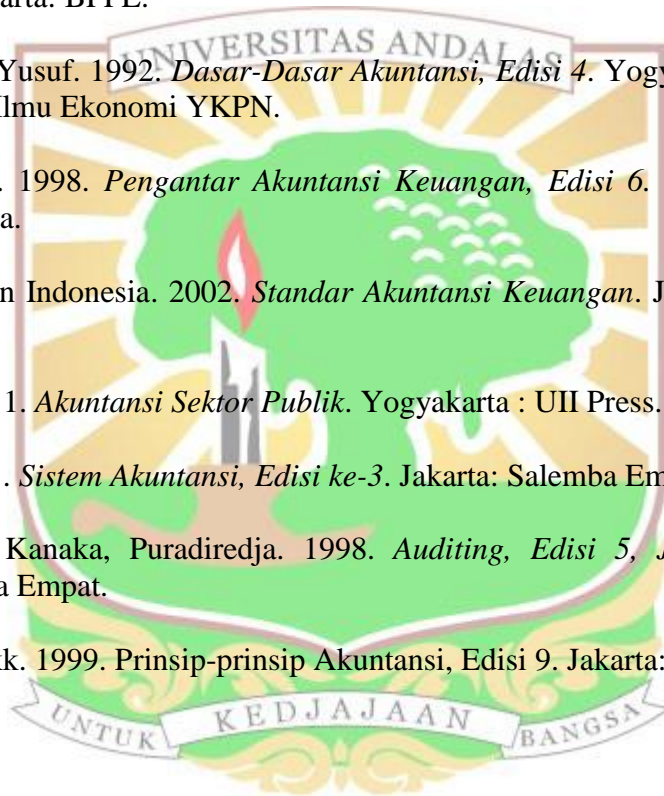 arta: BPFE.
UNIVERSITAS ANDALAS
Yusuf. 1992. Dasar-Dasar Akuntansi, Edisi 4. Yogy
Ilmu Ekonomi YKPN.
. 1998. Pengantar Akuntansi Keuangan, Edisi 6.
a.
n Indonesia. 2002. Standar Akuntansi Keuangan. J
1. Akuntansi Sektor Publik. Yogyakarta : UII Press.
. Sistem Akuntansi, Edisi ke-3. Jakarta: Salemba Em
Kanaka, Puradiredja. 1998. Auditing, Edisi 5, J
a Empat.
kk. 1999. Prinsip-prinsip Akuntansi, Edisi 9. Jakarta:
UNTUK KEDJAJAAN BANGSA